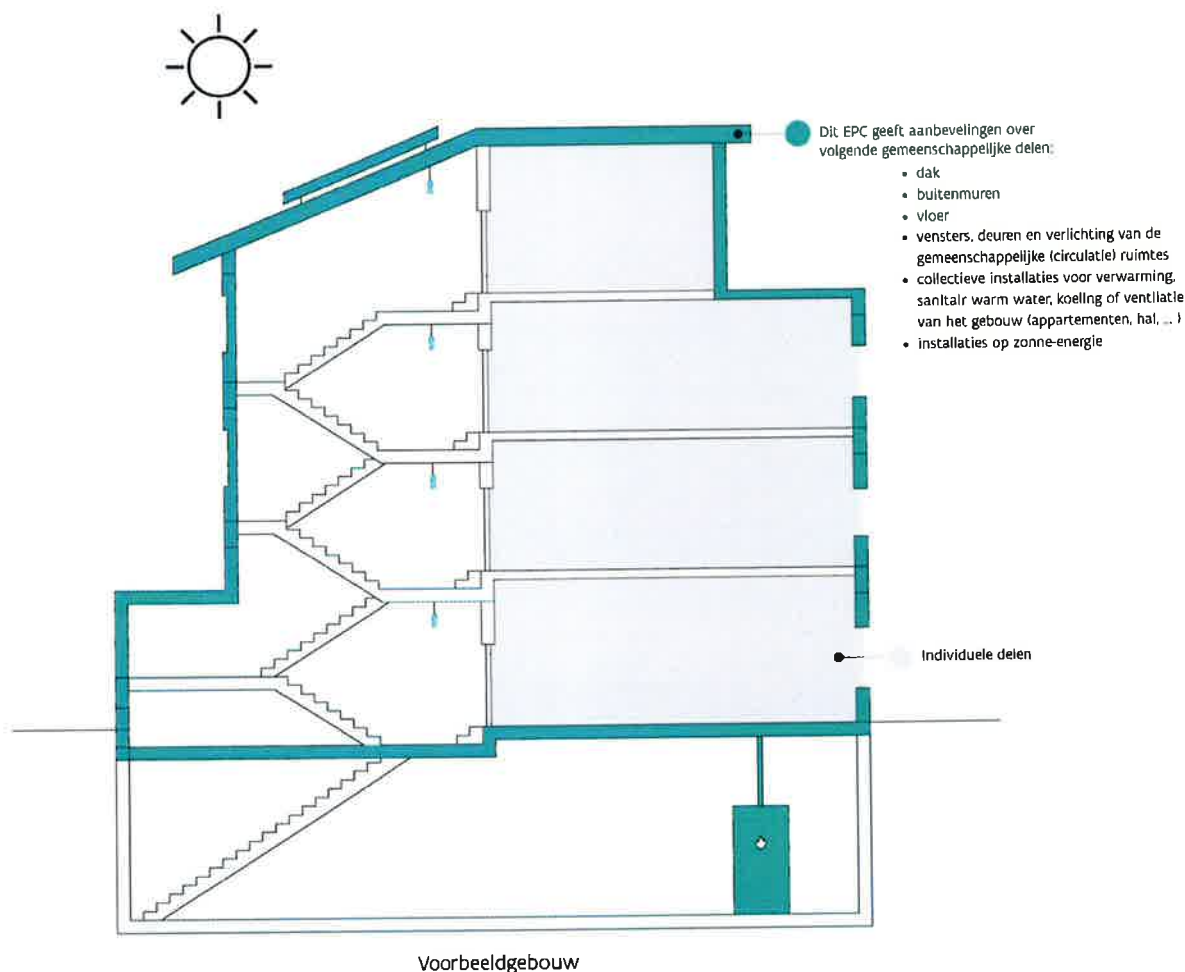 Dit EPC geeft aanbevelingen over
volgende gemeenschappelijke delen:
• dak
• buitenmuren
• vloer
• vensters, deuren en verlichting van de
gemeenschappelijke (circulatie) ruimtes
• collectieve installaties voor verwarming,
sanitair warm water, koeling of ventilatie
van het gebouw (appartementen, hal, ... )
• installaties op zonne-energie
Individuele delen
Voorbeeldgebouw